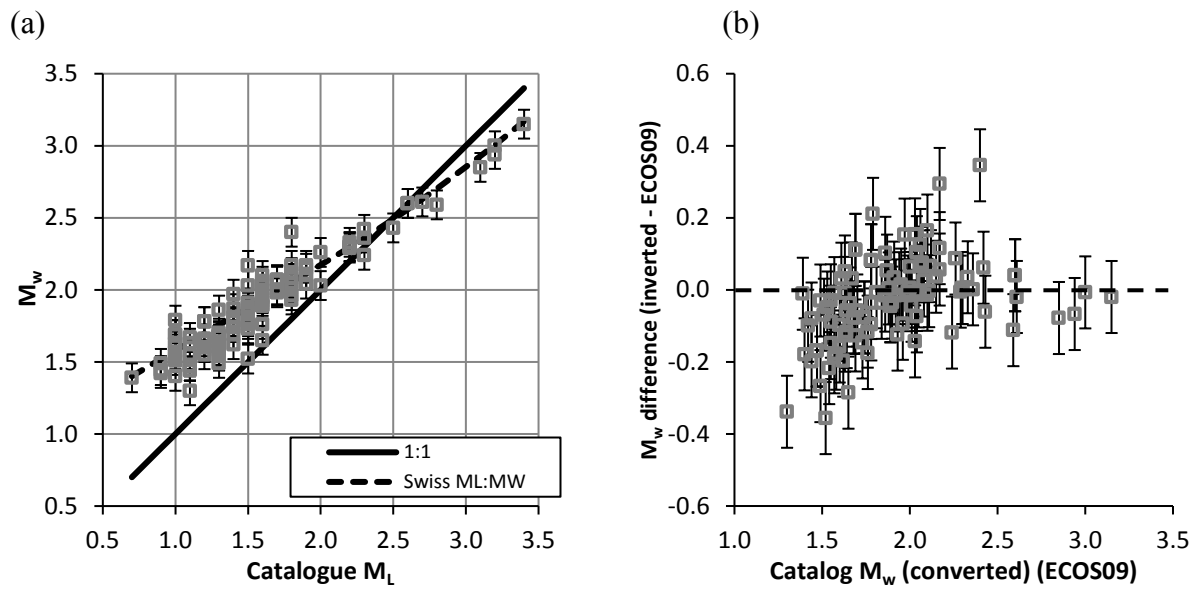 (a)
3.5
3.0
2.5
2.0
1.5
1.0
0.5
0.5 1.0 1.5 2.0 2.5 3.0 3.5
Mw
Catalogue ML
1:1
Swiss ML:MW
(b)
0.6
0.4
0.2
0.0
-0.2
-0.4
-0.6
1.0 1.5 2.0 2.5 3.0 3.5
Mw difference (inverted - ECOS09)
Catalog Mw (converted) (ECOS09)